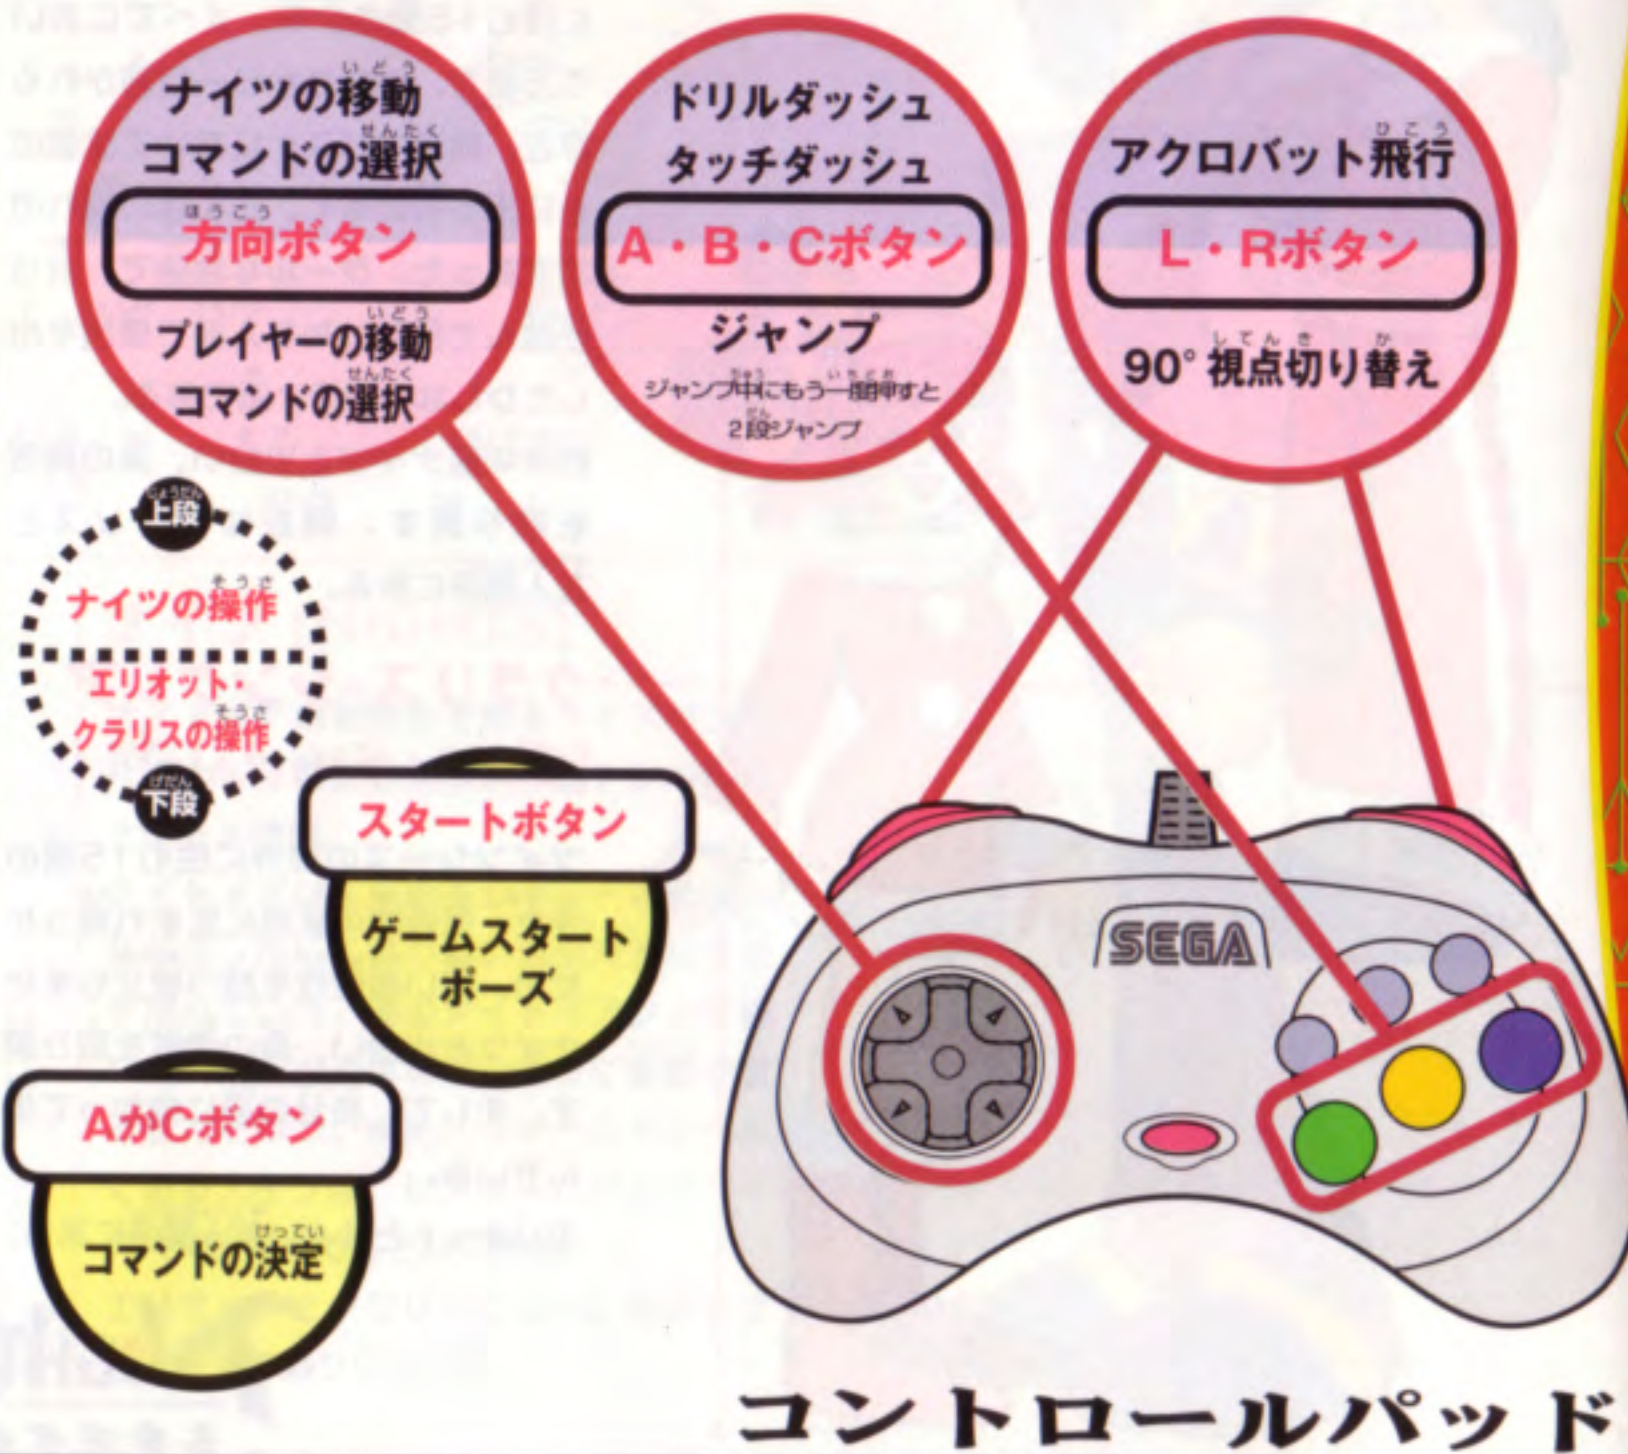 ナイツの移動
コマンドの選択
方向ボタン
プレイヤーの移動
コマンドの選択
ドリルダッシュ
タッチダッシュ
A・B・Cボタン
ジャンプ
ジャンプ中にもう一度押すと
2段ジャンプ
アクロバット飛行
L・Rボタン
90°視点切り替え
上段
ナイツの操作
エリオット・
クラリスの操作
下段
スタートボタン
ゲームスタート
ポーズ
AかCボタン
コマンドの決定
SEGA
コントロールパッド